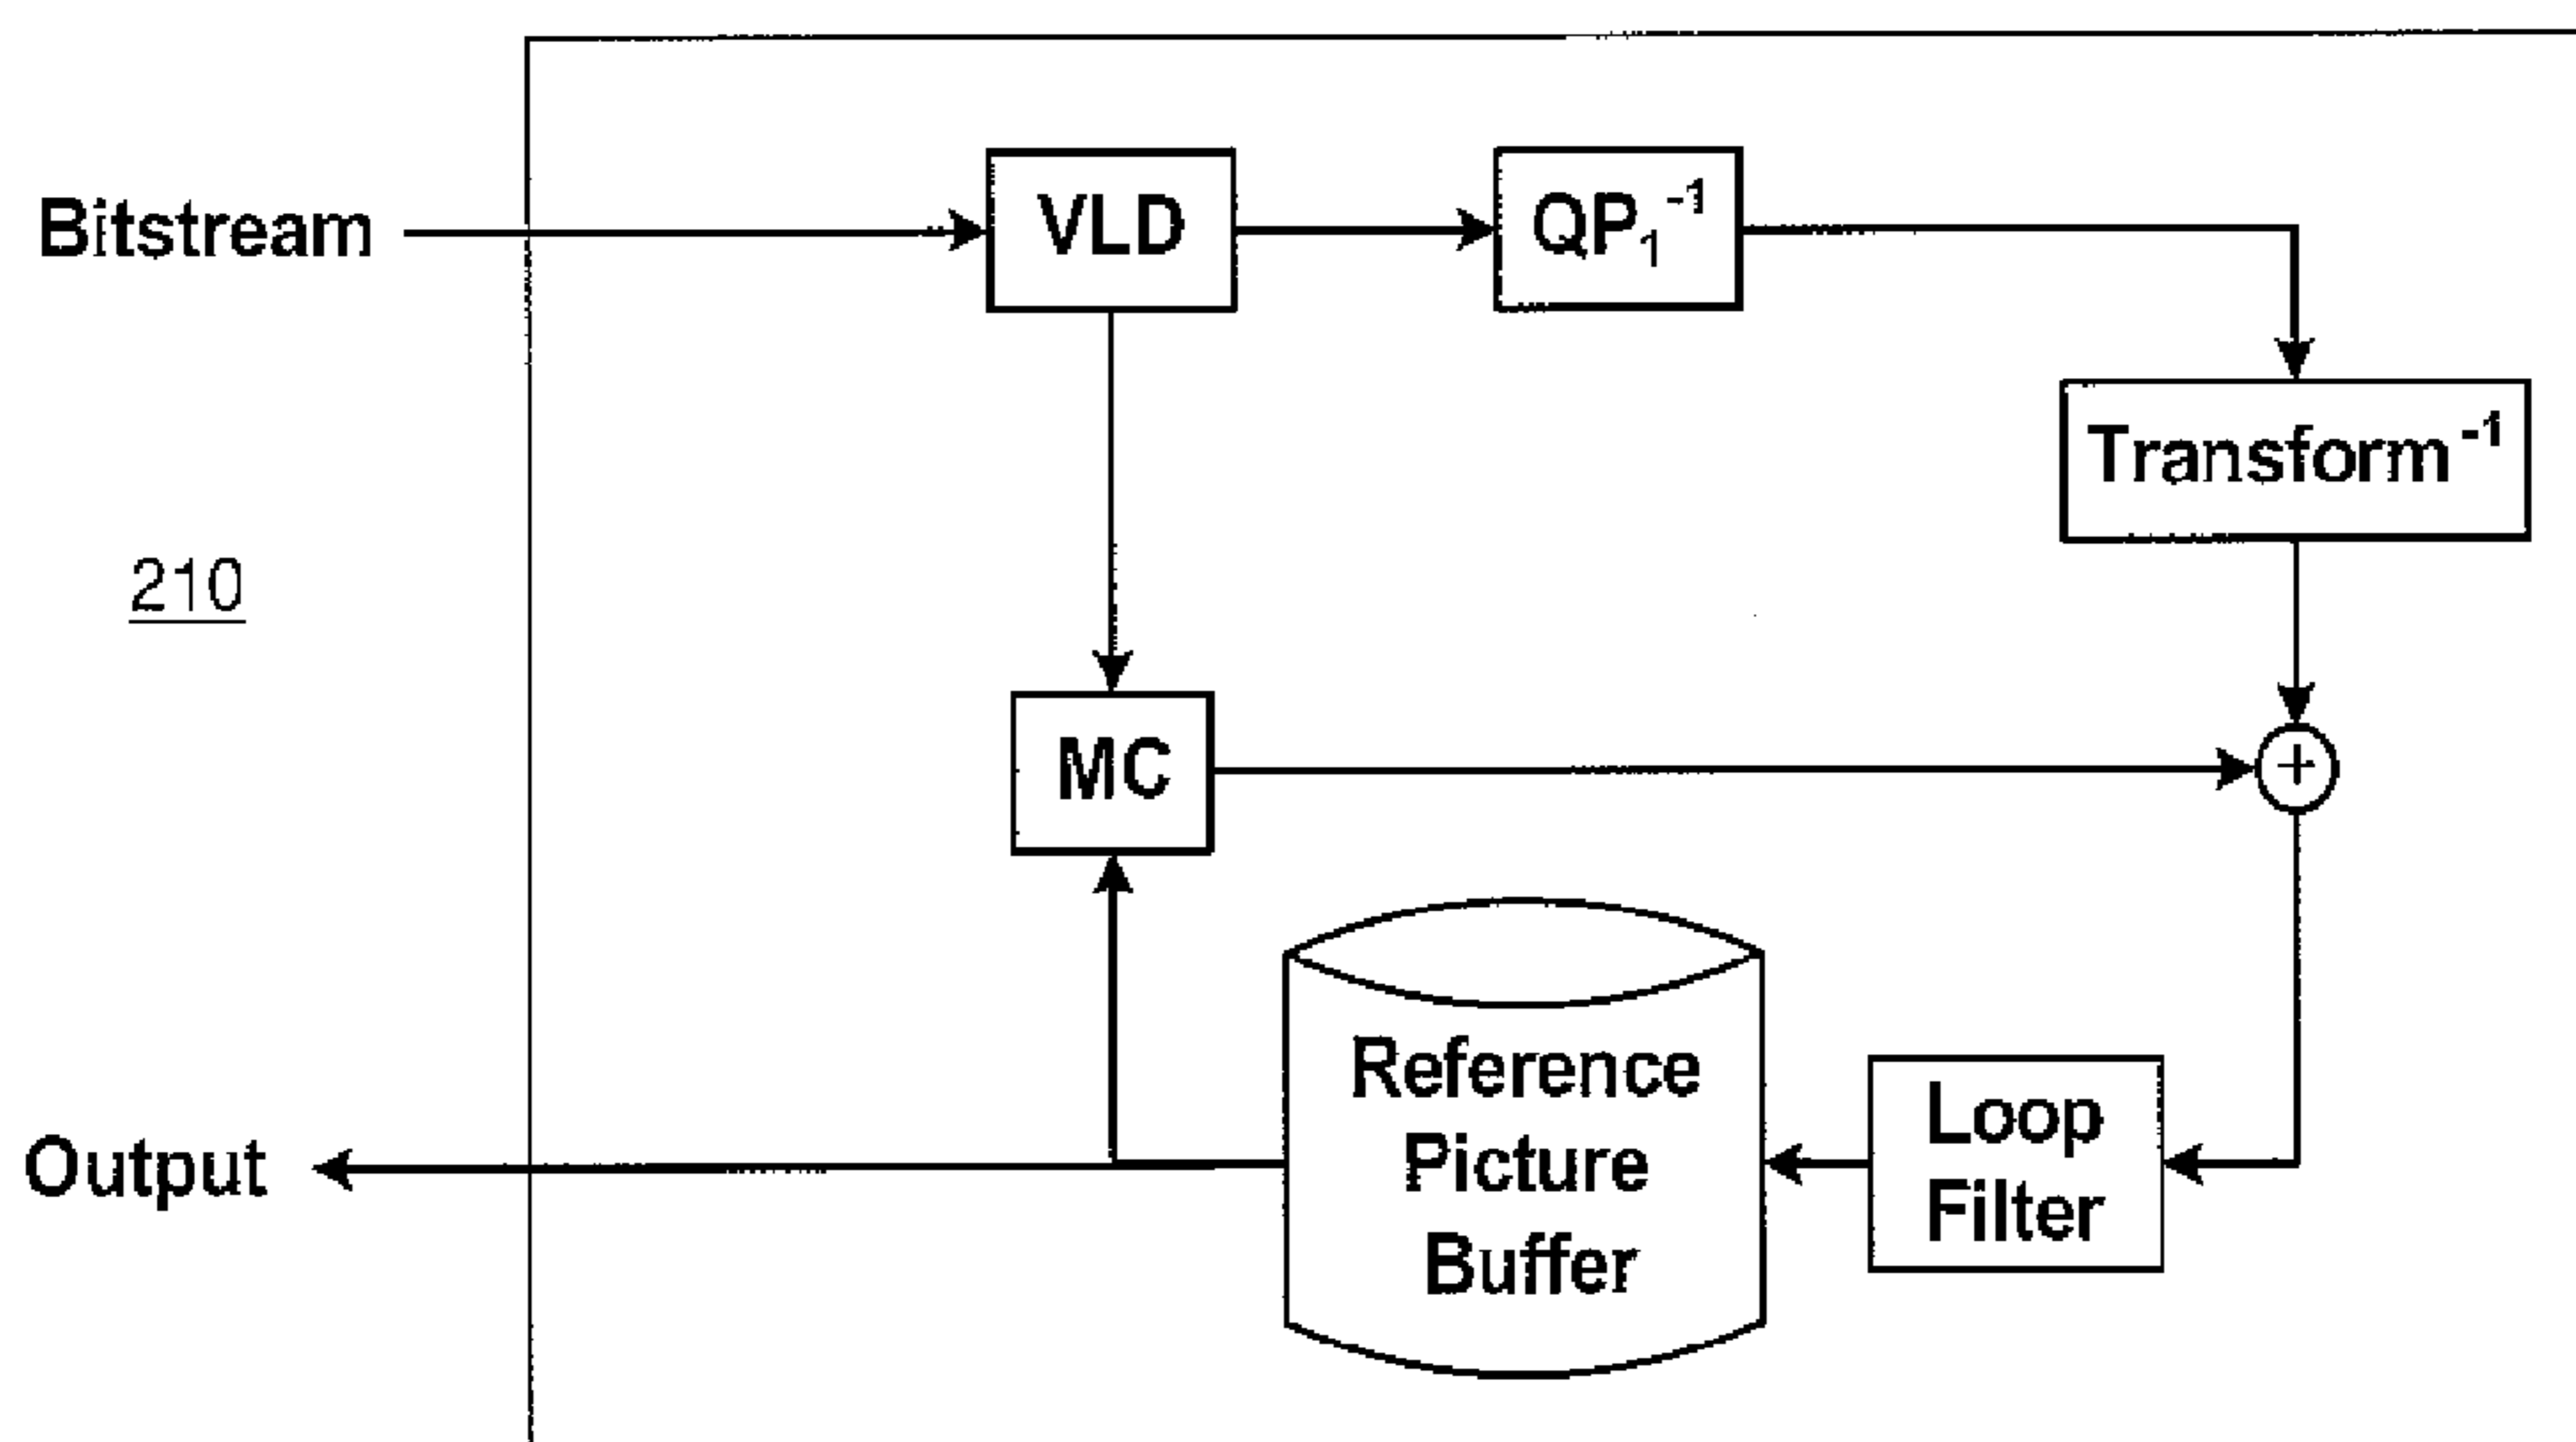 Bitstream
VLD
QP₁⁻¹
Transform⁻¹
210
MC
+
Reference
Picture
Buffer
Loop
Filter
Output